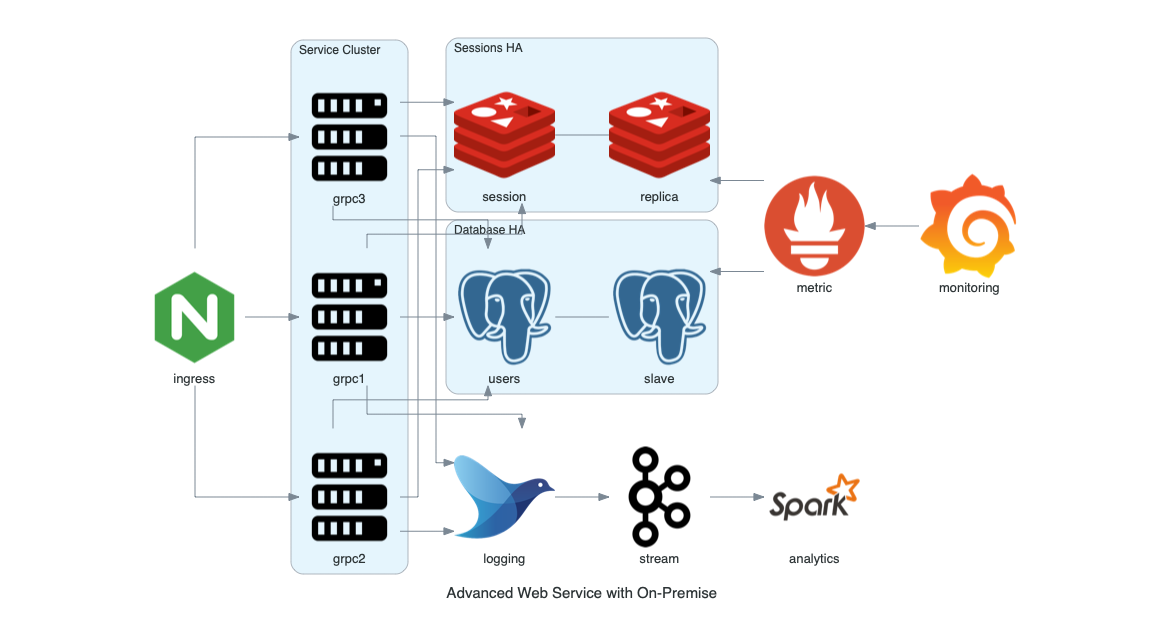 Service Cluster
Sessions HA
grpc3
session
replica
Database HA
metric
monitoring
N
ingress
grpc1
users
slave
grpc2
logging
stream
Spark
analytics
Advanced Web Service with On-Premise